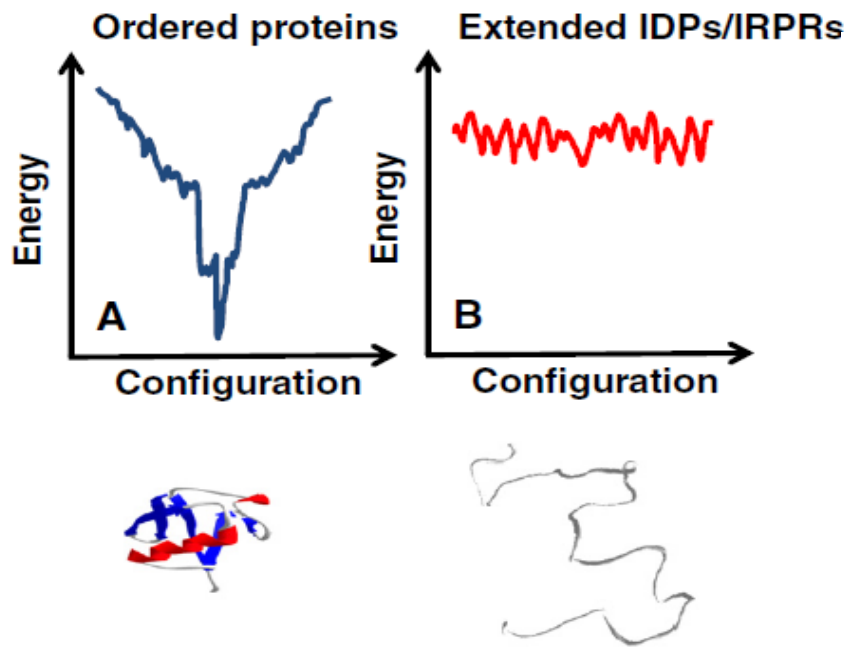 Ordered proteins
Extended IDPs/IRPRs
Energy
A
Configuration
Energy
B
Configuration